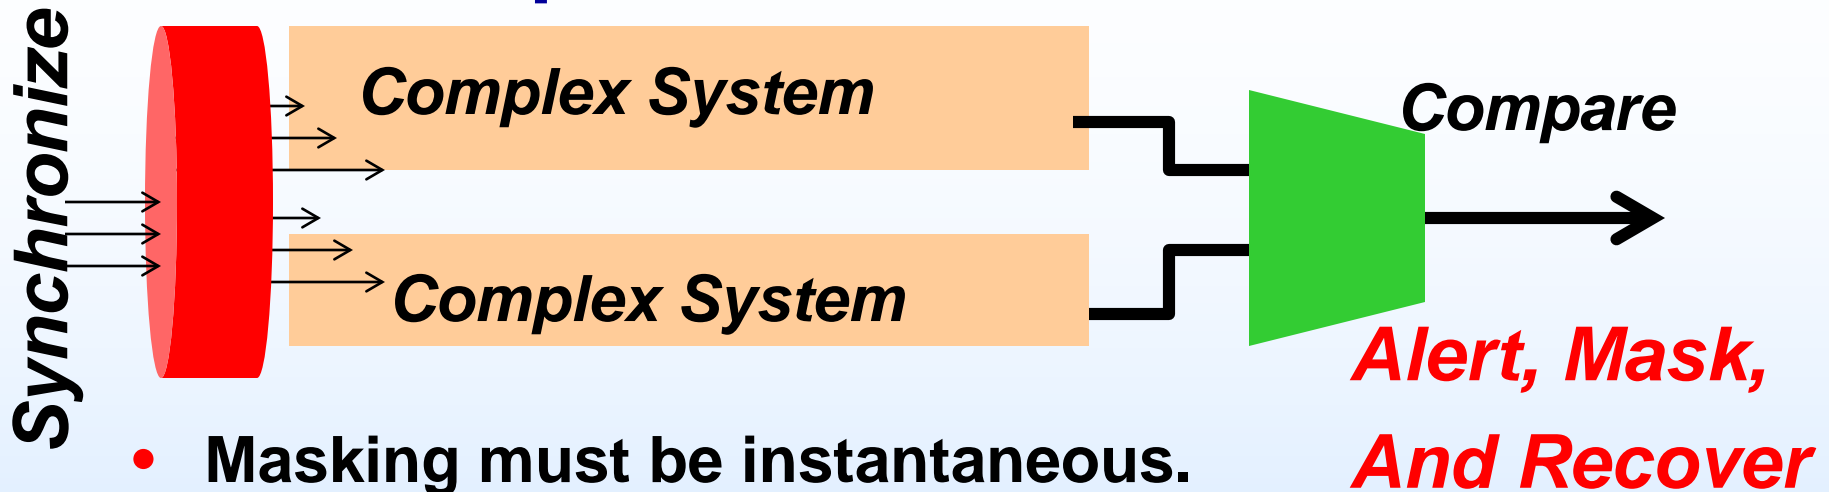 Synchronize
Complex System
Compare
Complex System
Alert, Mask,
And Recover
• Masking must be instantaneous.